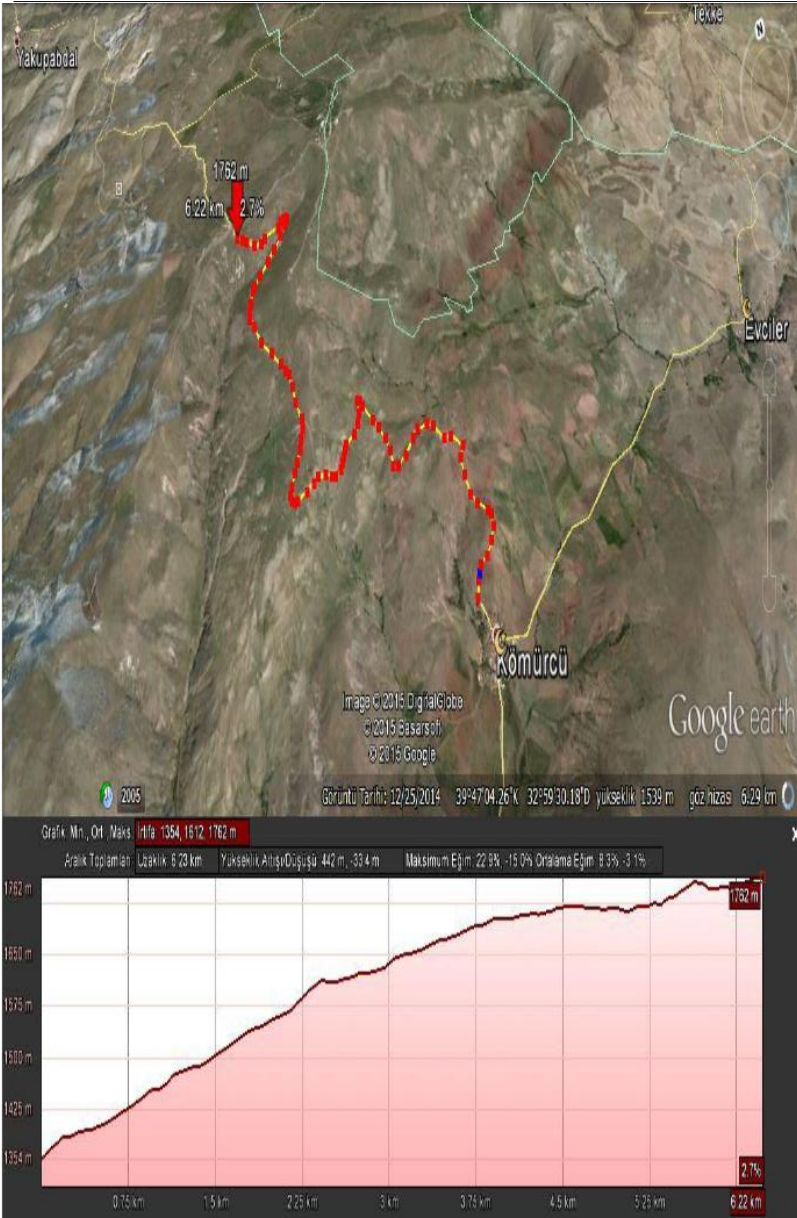 Tekke
N
Yakupabdal
1762 m
6.22 km 2.7%
Evciler
Kömürcü
Image © 2015 DigitalGlobe
© 2015 Basarsoft
© 2015 Google
Google earth
2005
Görüntü Tarihi: 12/25/2014 39°47'04.26"K 32°59'30.18"D yükseklik 1539 m göz hizası 6.29 km
Grafik: Min., Ort., Maks. İrtifa: 1354, 1612, 1762 m
Aralık Toplamları: Uzaklık: 6.23 km Yükseklik Artışı/Düşüşü: 442 m, -33.4 m Maksimum Eğim: 22.9%, -15.0% Ortalama Eğim: 8.3%, -3.1%
1762 m
1762 m
1650 m
1575 m
1500 m
1425 m
1354 m
2.7%
0.75 km 1.5 km 2.25 km 3 km 3.75 km 4.5 km 5.25 km 6.22 km